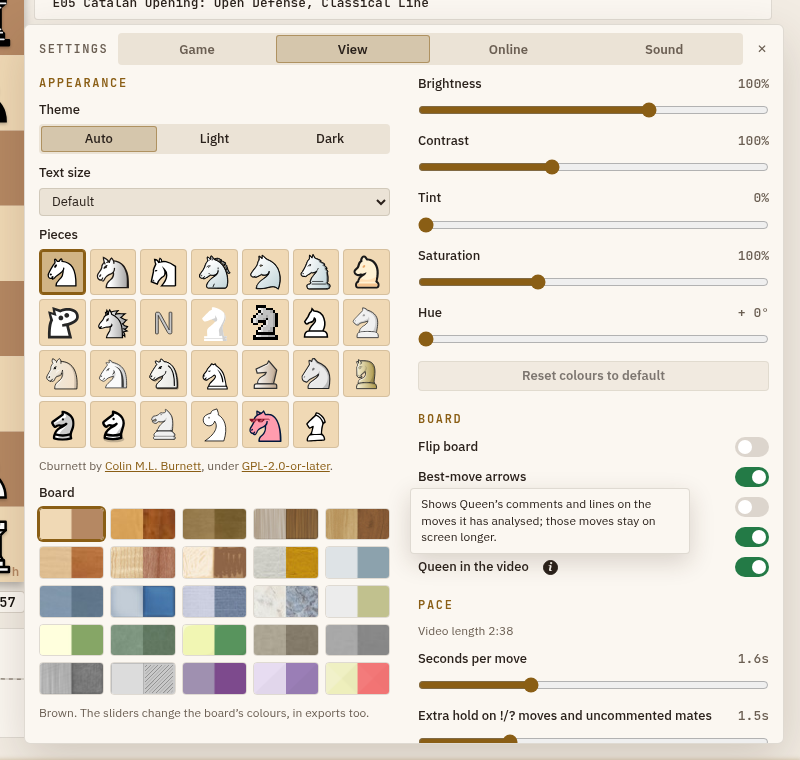 E05 Catalan Opening: Open Defense, Classical Line
SETTINGS
Game
View
Online
Sound
×
APPEARANCE
Theme
Auto
Light
Dark
Text size
Default
Pieces
N
Cburnett by Colin M.L. Burnett, under GPL-2.0-or-later.
Board
Brown. The sliders change the board’s colours, in exports too.
Brightness 100%
Contrast 100%
Tint 0%
Saturation 100%
Hue + 0°
Reset colours to default
BOARD
Flip board
Best-move arrows
Shows Queen’s comments and lines on the
moves it has analysed; those moves stay on
screen longer.
Queen in the video i
PACE
Video length 2:38
Seconds per move 1.6s
Extra hold on !/? moves and uncommented mates 1.5s
h
57